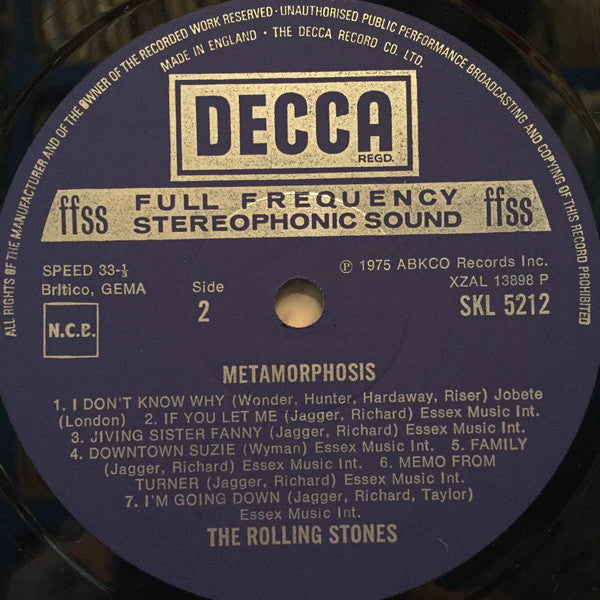 ALL RIGHTS OF THE MANUFACTURER AND OF THE OWNER OF THE RECORDED WORK RESERVED · UNAUTHORISED PUBLIC PERFORMANCE BROADCASTING AND COPYING OF THIS RECORD PROHIBITED
MADE IN ENGLAND · THE DECCA RECORD CO. LTD.
DECCA
REGD.
ffss FULL FREQUENCY ffss
STEREOPHONIC SOUND
SPEED 33-⅓
Britico, GEMA
N.C.B.
Side
2
℗ 1975 ABKCO Records Inc.
XZAL 13898 P
SKL 5212
METAMORPHOSIS
1. I DON'T KNOW WHY (Wonder, Hunter, Hardaway, Riser) Jobete
(London) 2. IF YOU LET ME (Jagger, Richard) Essex Music Int.
3. JIVING SISTER FANNY (Jagger, Richard) Essex Music Int.
4. DOWNTOWN SUZIE (Wyman) Essex Music Int. 5. FAMILY
(Jagger, Richard) Essex Music Int. 6. MEMO FROM
TURNER (Jagger, Richard) Essex Music Int.
7. I'M GOING DOWN (Jagger, Richard, Taylor)
Essex Music Int.
THE ROLLING STONES